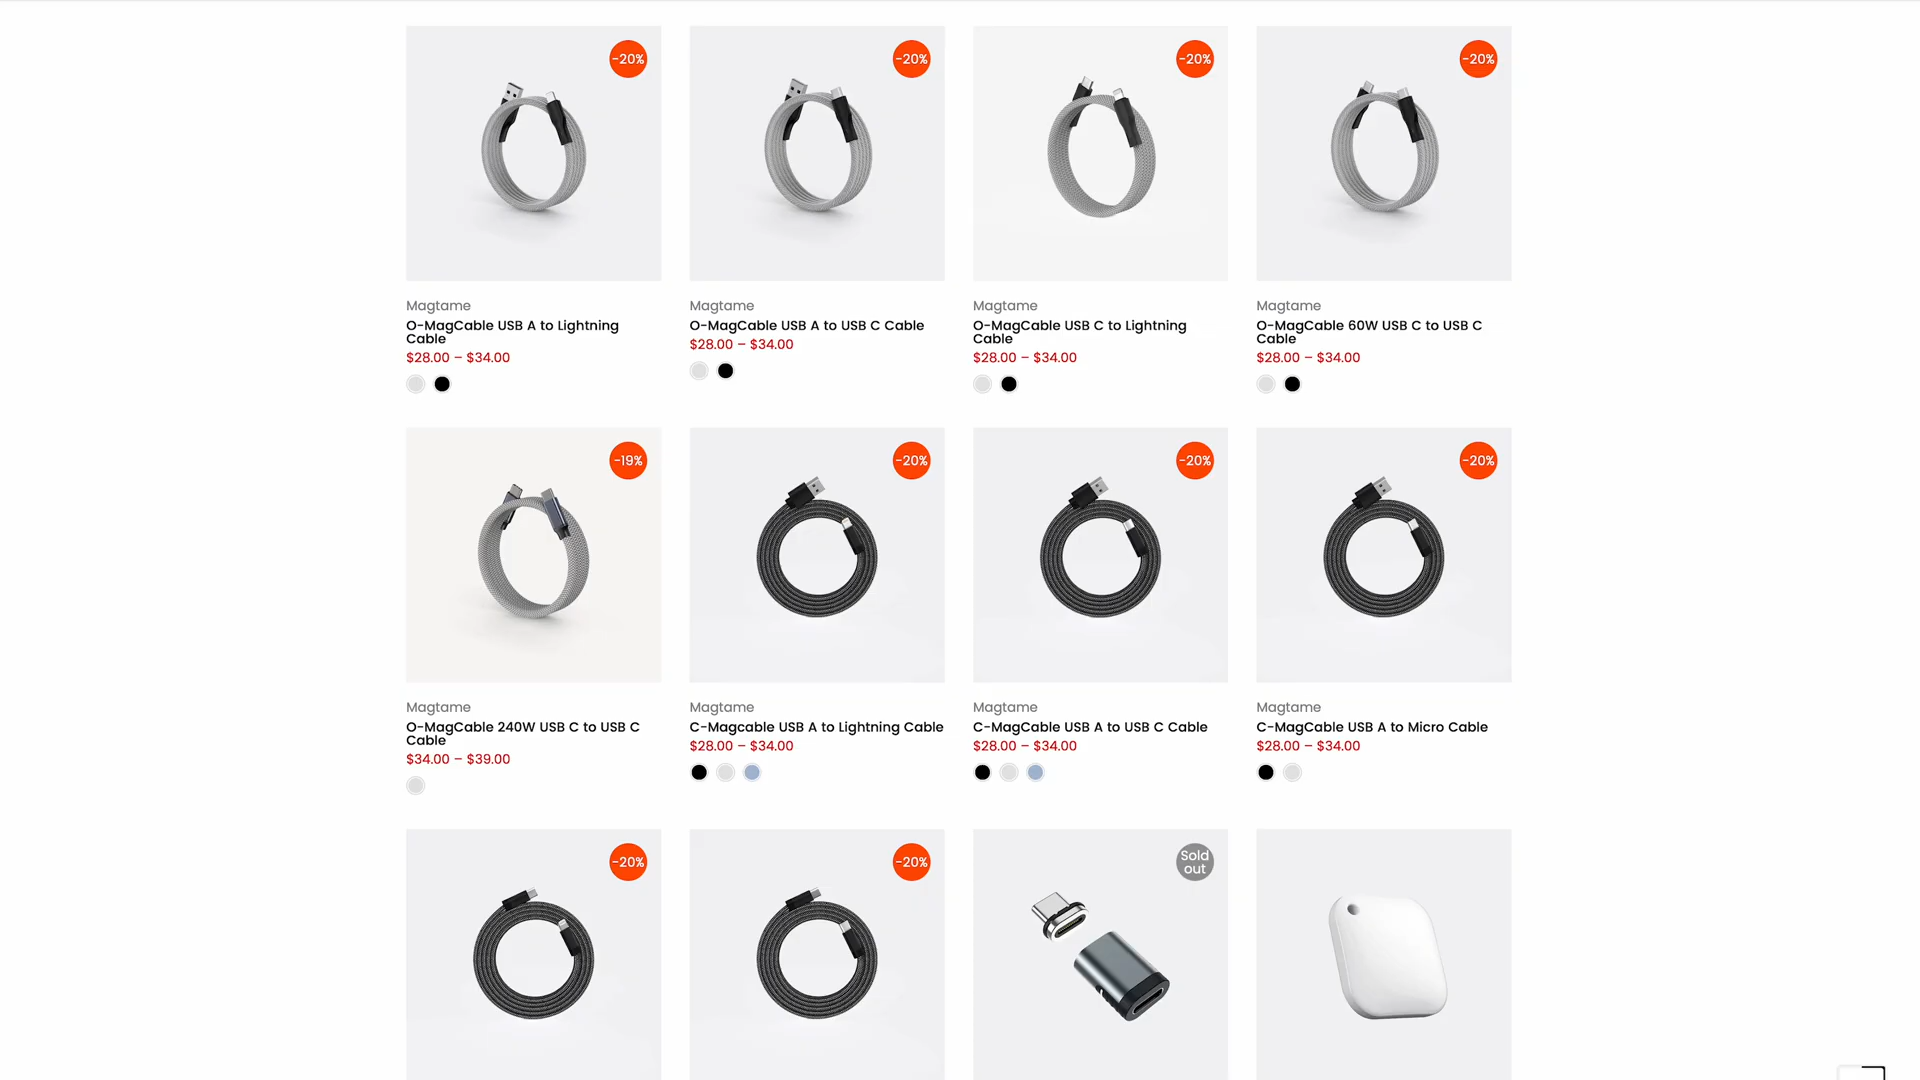 -20%
-20%
-20%
-20%
Magtame
O-MagCable USB A to Lightning
Cable
$28.00 – $34.00
Magtame
O-MagCable USB A to USB C Cable
$28.00 – $34.00
Magtame
O-MagCable USB C to Lightning
Cable
$28.00 – $34.00
Magtame
O-MagCable 60W USB C to USB C
Cable
$28.00 – $34.00
-19%
-20%
-20%
-20%
Magtame
O-MagCable 240W USB C to USB C
Cable
$34.00 – $39.00
Magtame
C-Magcable USB A to Lightning Cable
$28.00 – $34.00
Magtame
C-MagCable USB A to USB C Cable
$28.00 – $34.00
Magtame
C-MagCable USB A to Micro Cable
$28.00 – $34.00
-20%
-20%
Sold
out